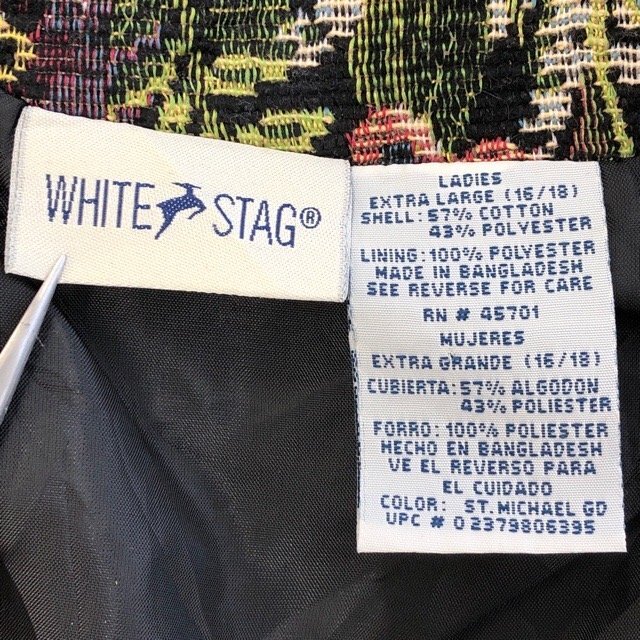 WHITE STAG®
LADIES
EXTRA LARGE (16/18)
SHELL: 57% COTTON
43% POLYESTER
LINING: 100% POLYESTER
MADE IN BANGLADESH
SEE REVERSE FOR CARE
RN # 45701
MUJERES
EXTRA GRANDE (16/18)
CUBIERTA: 57% ALGODON
43% POLIESTER
FORRO: 100% POLIESTER
HECHO EN BANGLADESH
VE EL REVERSO PARA
EL CUIDADO
COLOR: ST. MICHAEL GD
UPC # 02379806395